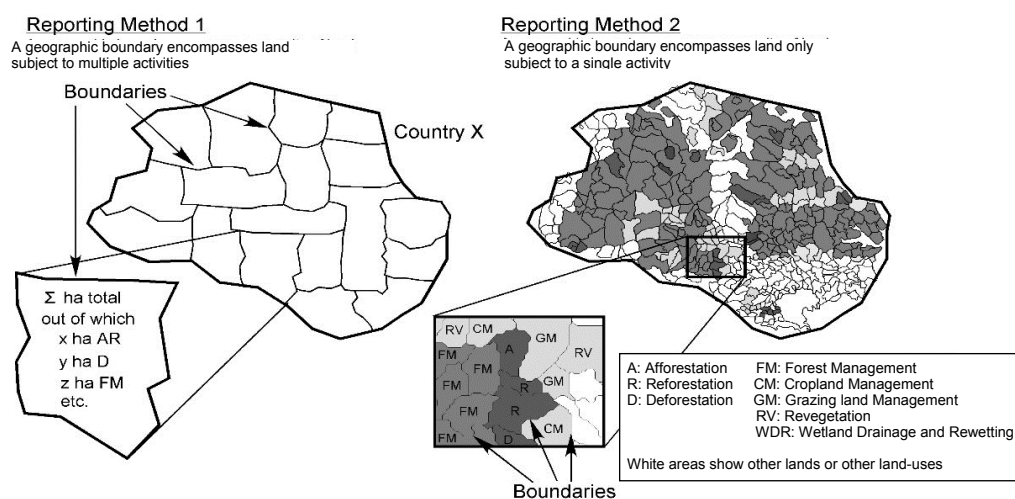 Reporting Method 1
A geographic boundary encompasses land
subject to multiple activities
Boundaries
Country X
Σ ha total
out of which
x ha AR
y ha D
z ha FM
etc.
Reporting Method 2
A geographic boundary encompasses land only
subject to a single activity
RV CM GM RV
FM A
FM FM GM
R
FM R
FM CM
FM D
Boundaries
A: Afforestation FM: Forest Management
R: Reforestation CM: Cropland Management
D: Deforestation GM: Grazing land Management
RV: Revegetation
WDR: Wetland Drainage and Rewetting
White areas show other lands or other land-uses